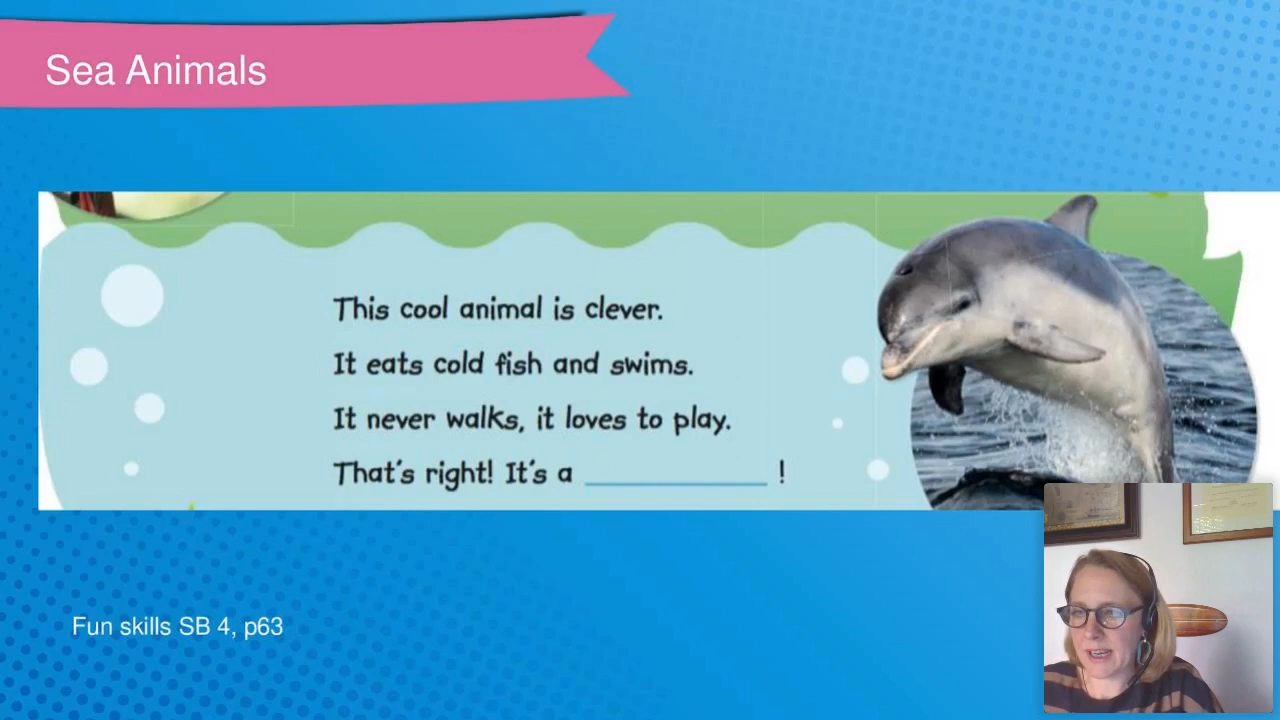 Sea Animals
This cool animal is clever.
It eats cold fish and swims.
It never walks, it loves to play.
That's right! It's a __________ !
Fun skills SB 4, p63